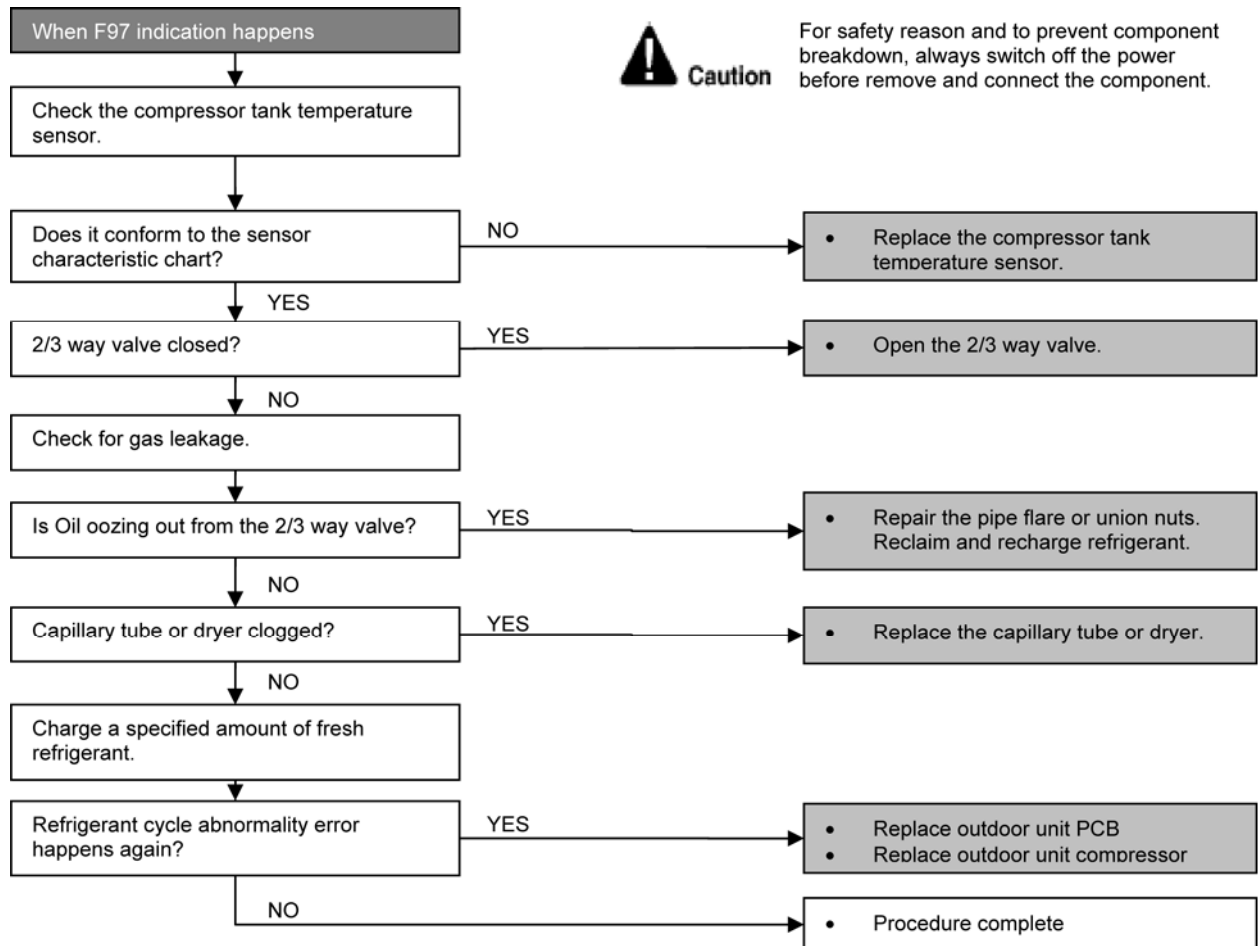 When F97 indication happens
Caution
For safety reason and to prevent component
breakdown, always switch off the power
before remove and connect the component.
Check the compressor tank temperature
sensor.
Does it conform to the sensor
characteristic chart?
NO
• Replace the compressor tank
temperature sensor.
YES
2/3 way valve closed?
YES
• Open the 2/3 way valve.
NO
Check for gas leakage.
Is Oil oozing out from the 2/3 way valve?
YES
• Repair the pipe flare or union nuts.
Reclaim and recharge refrigerant.
NO
Capillary tube or dryer clogged?
YES
• Replace the capillary tube or dryer.
NO
Charge a specified amount of fresh
refrigerant.
Refrigerant cycle abnormality error
happens again?
YES
• Replace outdoor unit PCB
• Replace outdoor unit compressor
NO
• Procedure complete